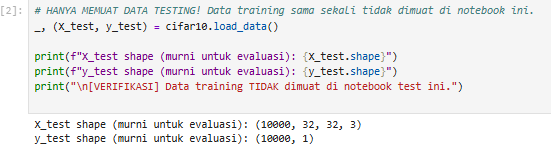 [2]: # HANYA MEMUAT DATA TESTING! Data training sama sekali tidak dimuat di notebook ini.
_, (X_test, y_test) = cifar10.load_data()
print(f"X_test shape (murni untuk evaluasi): {X_test.shape}")
print(f"y_test shape (murni untuk evaluasi): {y_test.shape}")
print("\n[VERIFIKASI] Data training TIDAK dimuat di notebook test ini.")
X_test shape (murni untuk evaluasi): (10000, 32, 32, 3)
y_test shape (murni untuk evaluasi): (10000, 1)